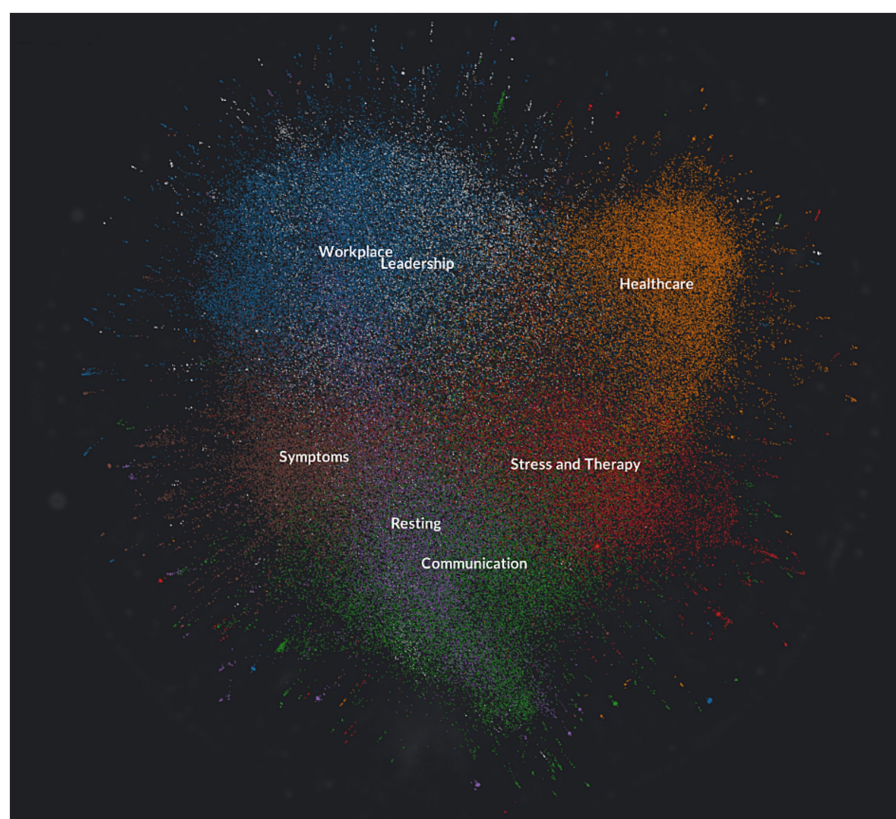 Workplace
Leadership
Healthcare
Symptoms
Stress and Therapy
Resting
Communication